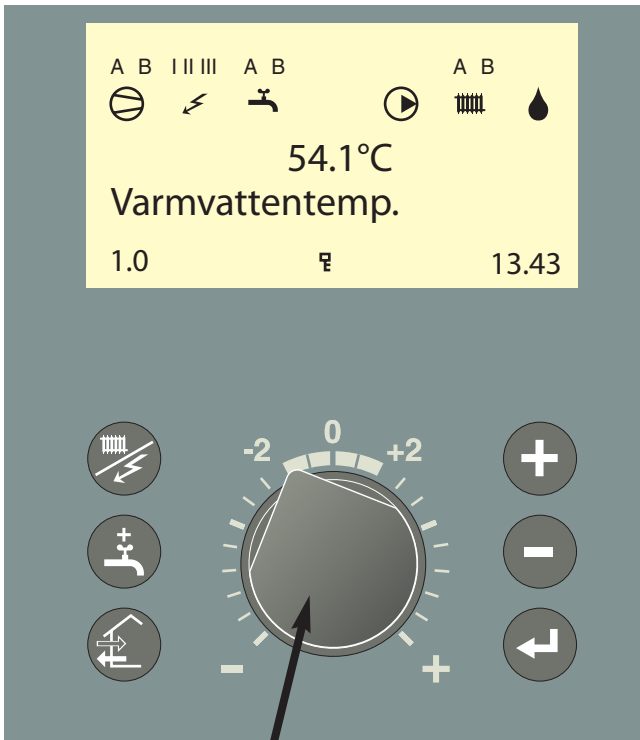 A B I II III A B A B
54.1°C
Varmvattentemp.
1.0 13.43
0
-2 +2
- +